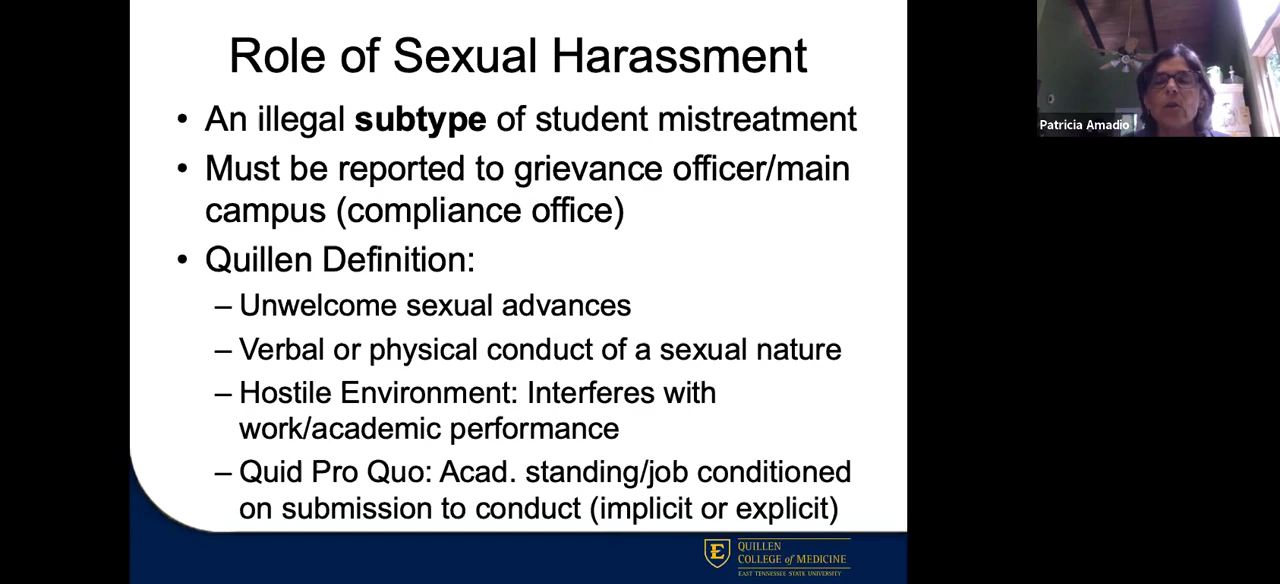 Role of Sexual Harassment
• An illegal subtype of student mistreatment
• Must be reported to grievance officer/main
campus (compliance office)
• Quillen Definition:
– Unwelcome sexual advances
– Verbal or physical conduct of a sexual nature
– Hostile Environment: Interferes with
work/academic performance
– Quid Pro Quo: Acad. standing/job conditioned
on submission to conduct (implicit or explicit)
E
QUILLEN
COLLEGE of MEDICINE
EAST TENNESSEE STATE UNIVERSITY
Patricia Amadio